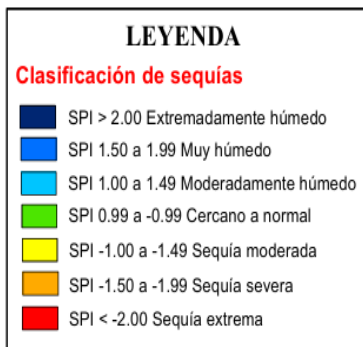 LEYENDA
Clasificación de sequías
SPI > 2.00 Extremadamente húmedo
SPI 1.50 a 1.99 Muy húmedo
SPI 1.00 a 1.49 Moderadamente húmedo
SPI 0.99 a -0.99 Cercano a normal
SPI -1.00 a -1.49 Sequía moderada
SPI -1.50 a -1.99 Sequía severa
SPI < -2.00 Sequía extrema